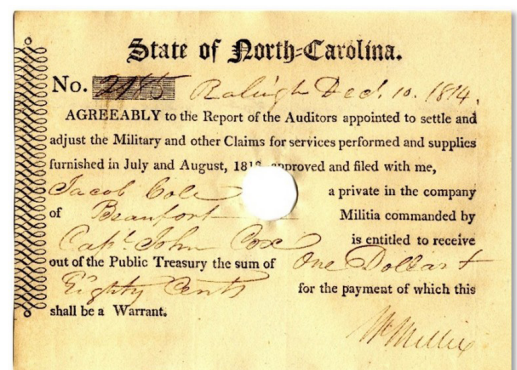 State of North-Carolina.
No. 2185 Raleigh Decr. 10. 1814.
AGREEABLY to the Report of the Auditors appointed to settle and
adjust the Military and other Claims for services performed and supplies
furnished in July and August, 1813 approved and filed with me,
Jacob Cole a private in the company
of Beaufort Militia commanded by
Capt. John Cox is entitled to receive
out of the Public Treasury the sum of One Dollar &
Eighty Cents for the payment of which this
shall be a Warrant.